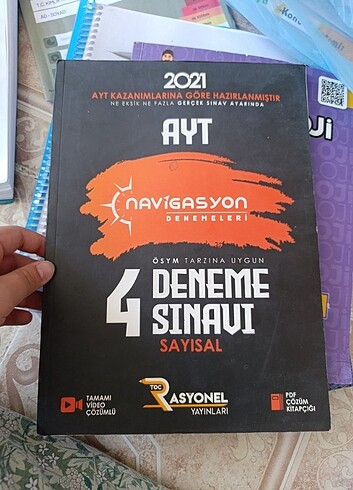 2021
AYT KAZANIMLARINA GÖRE HAZIRLANMIŞTIR
NE EKSİK NE FAZLA GERÇEK SINAV AYARINDA
AYT
NAVİGASYON
DENEMELERİ
ÖSYM TARZINA UYGUN
4 DENEME
SINAVI
SAYISAL
TAMAMI
VİDEO
ÇÖZÜMLÜ
TDC
RASYONEL
YAYINLARI
PDF
ÇÖZÜM
KİTAPÇIĞI